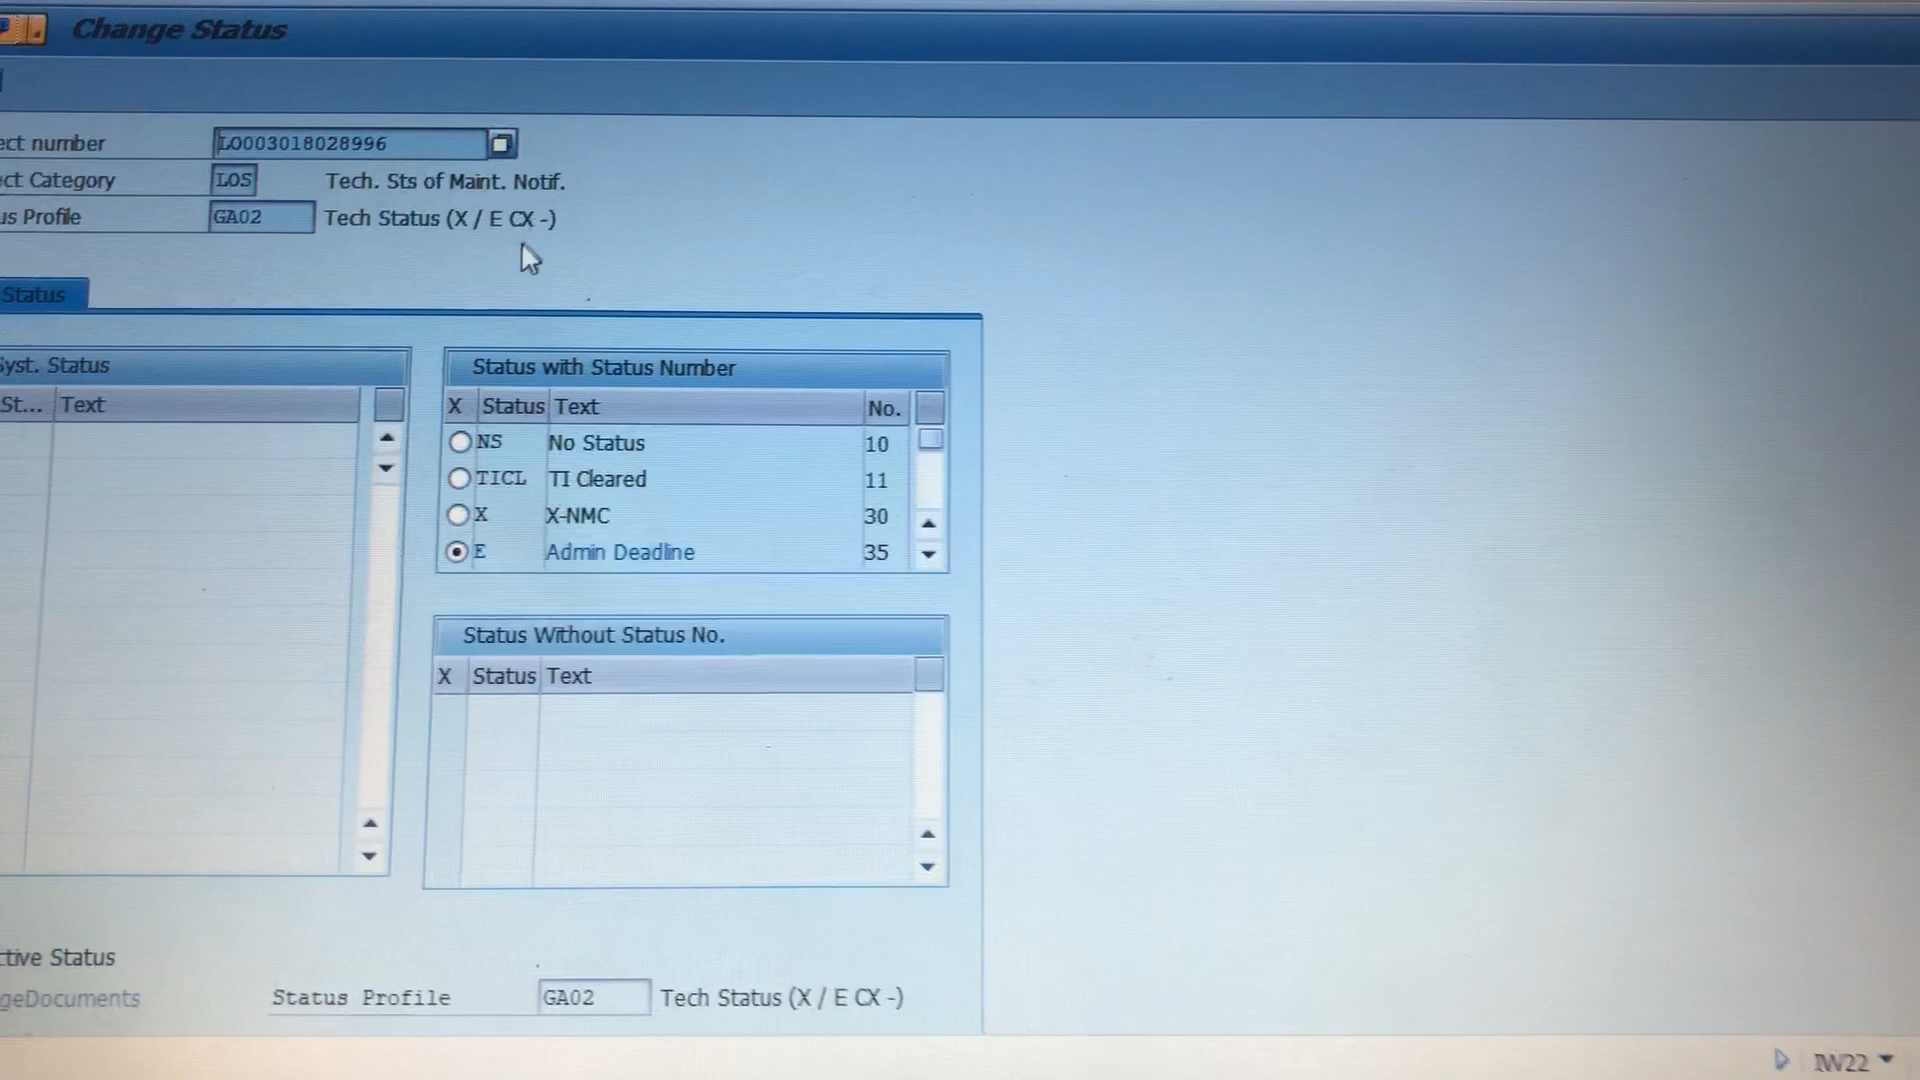 Change Status
ect number LO003018028996
ect Category LOS Tech. Sts of Maint. Notif.
us Profile GA02 Tech Status (X / E CX -)
Status
Syst. Status
St... Text
Status with Status Number
X Status Text No.
NS No Status 10
TICL TI Cleared 11
X X-NMC 30
E Admin Deadline 35
Status Without Status No.
X Status Text
ctive Status
geDocuments Status Profile GA02 Tech Status (X / E CX -)
IW22